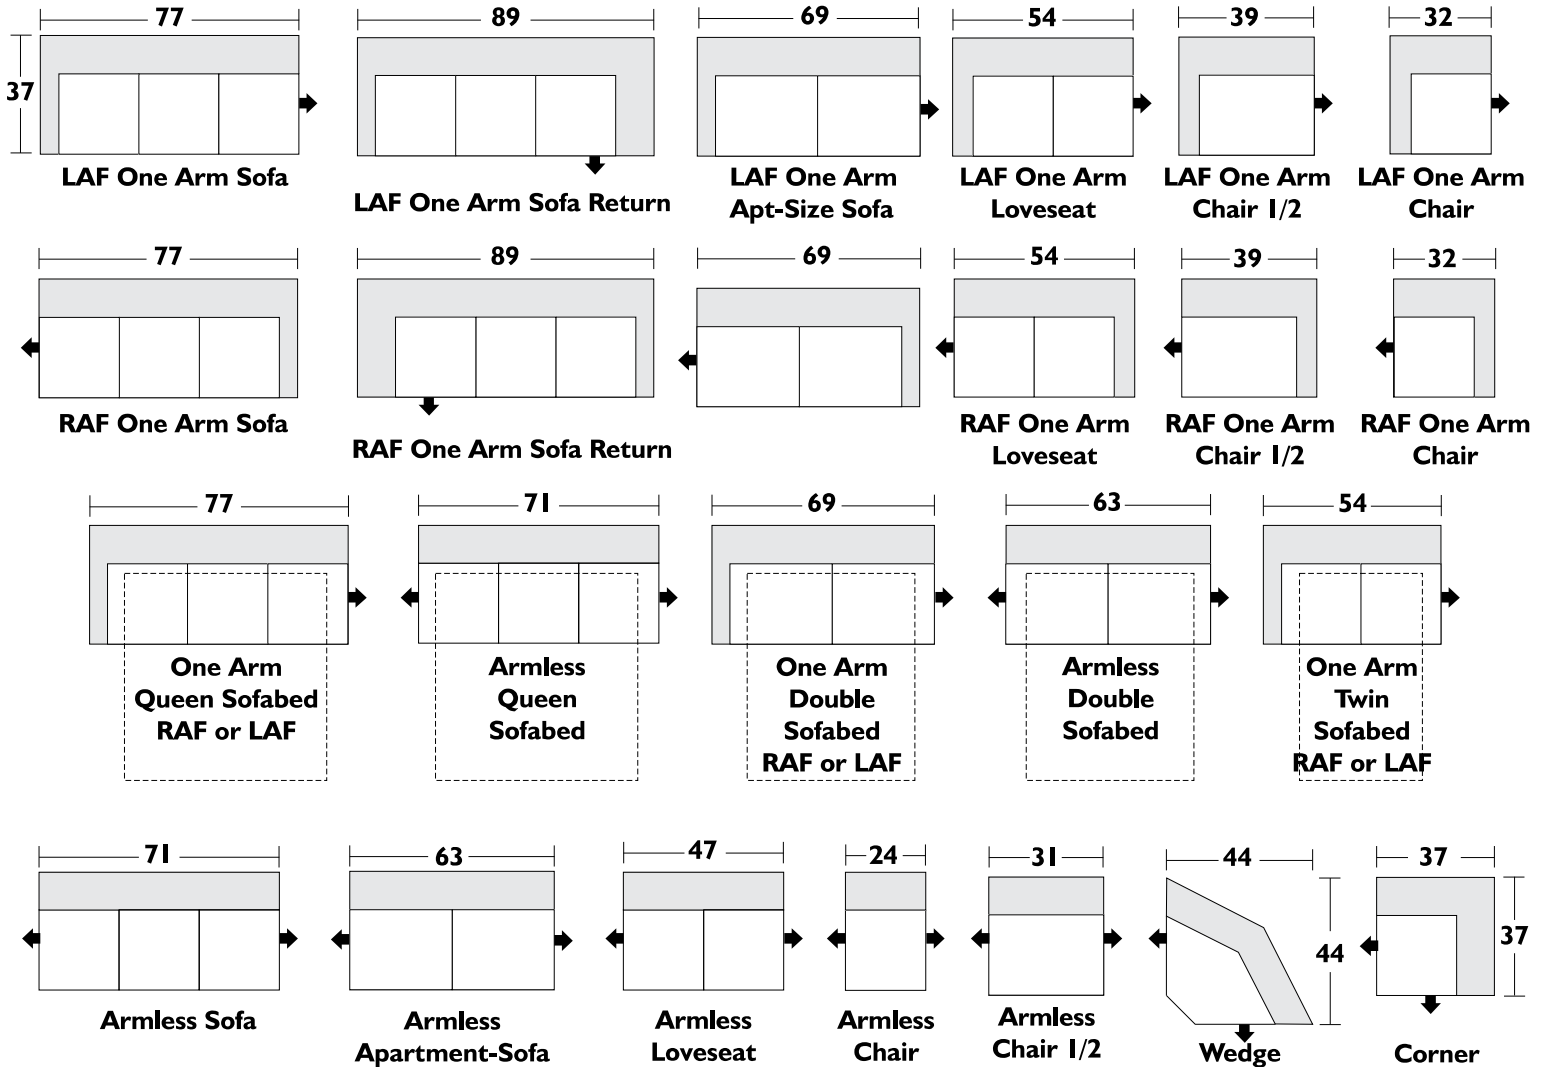 77
89
69
54
39
32
37
LAF One Arm Sofa
LAF One Arm Sofa Return
LAF One Arm
Apt-Size Sofa
LAF One Arm
Loveseat
LAF One Arm
Chair 1/2
LAF One Arm
Chair
77
89
69
54
39
32
RAF One Arm Sofa
RAF One Arm Sofa Return
RAF One Arm
Loveseat
RAF One Arm
Chair 1/2
RAF One Arm
Chair
77
71
69
63
54
One Arm
Queen Sofabed
RAF or LAF
Armless
Queen
Sofabed
One Arm
Double
Sofabed
RAF or LAF
Armless
Double
Sofabed
One Arm
Twin
Sofabed
RAF or LAF
71
63
47
24
31
44
44
37
37
Armless Sofa
Armless
Apartment-Sofa
Armless
Loveseat
Armless
Chair
Armless
Chair 1/2
Wedge
Corner